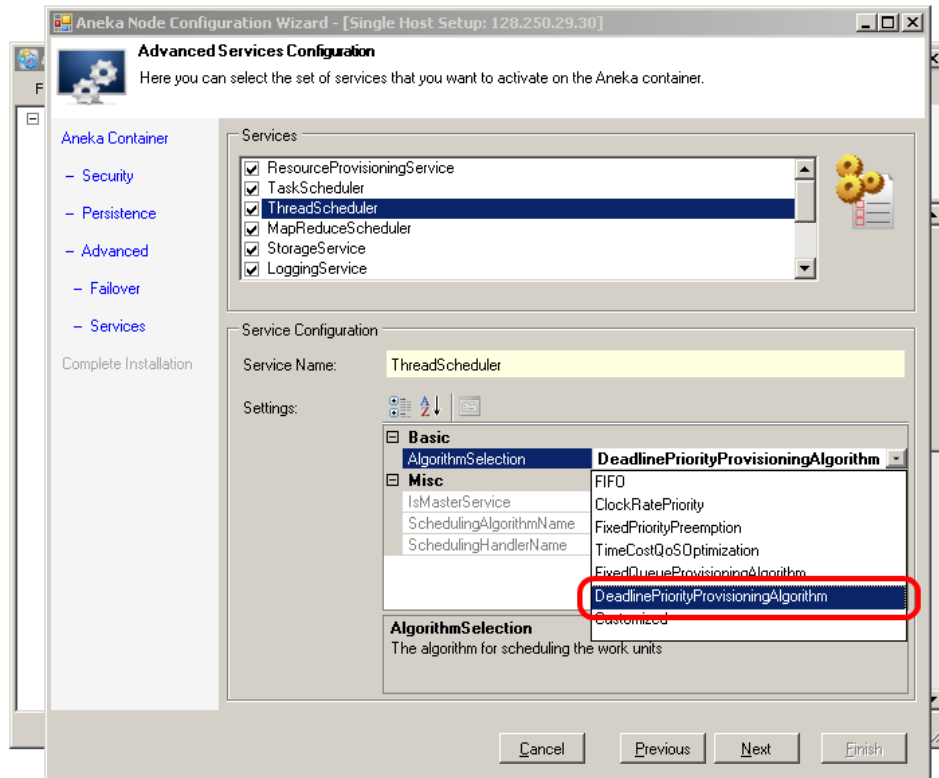 Aneka Node Configuration Wizard - [Single Host Setup: 128.250.29.30]
Advanced Services Configuration
Here you can select the set of services that you want to activate on the Aneka container.
F
Aneka Container
– Security
– Persistence
– Advanced
– Failover
– Services
Complete Installation
Services
ResourceProvisioningService
TaskScheduler
ThreadScheduler
MapReduceScheduler
StorageService
LoggingService
Service Configuration
Service Name: ThreadScheduler
Settings:
Basic
AlgorithmSelection DeadlinePriorityProvisioningAlgorithm
Misc
IsMasterService
SchedulingAlgorithmName
SchedulingHandlerName
FIFO
ClockRatePriority
FixedPriorityPreemption
TimeCostQoSOptimization
FixedQueueProvisioningAlgorithm
DeadlinePriorityProvisioningAlgorithm
Customized
AlgorithmSelection
The algorithm for scheduling the work units
Cancel Previous Next Finish